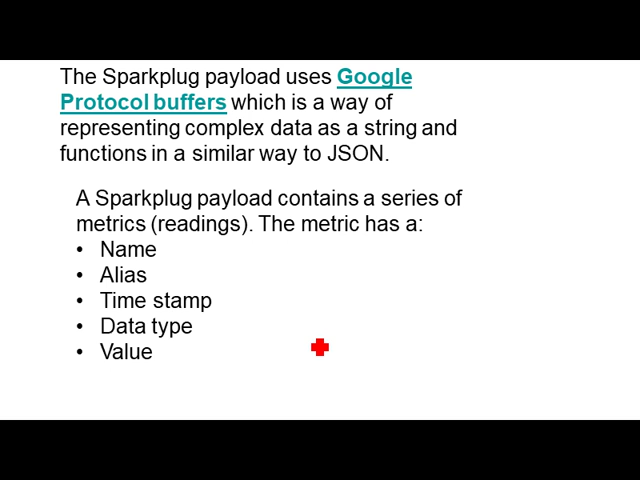 The Sparkplug payload uses Google
Protocol buffers which is a way of
representing complex data as a string and
functions in a similar way to JSON.
A Sparkplug payload contains a series of
metrics (readings). The metric has a:
• Name
• Alias
• Time stamp
• Data type
• Value